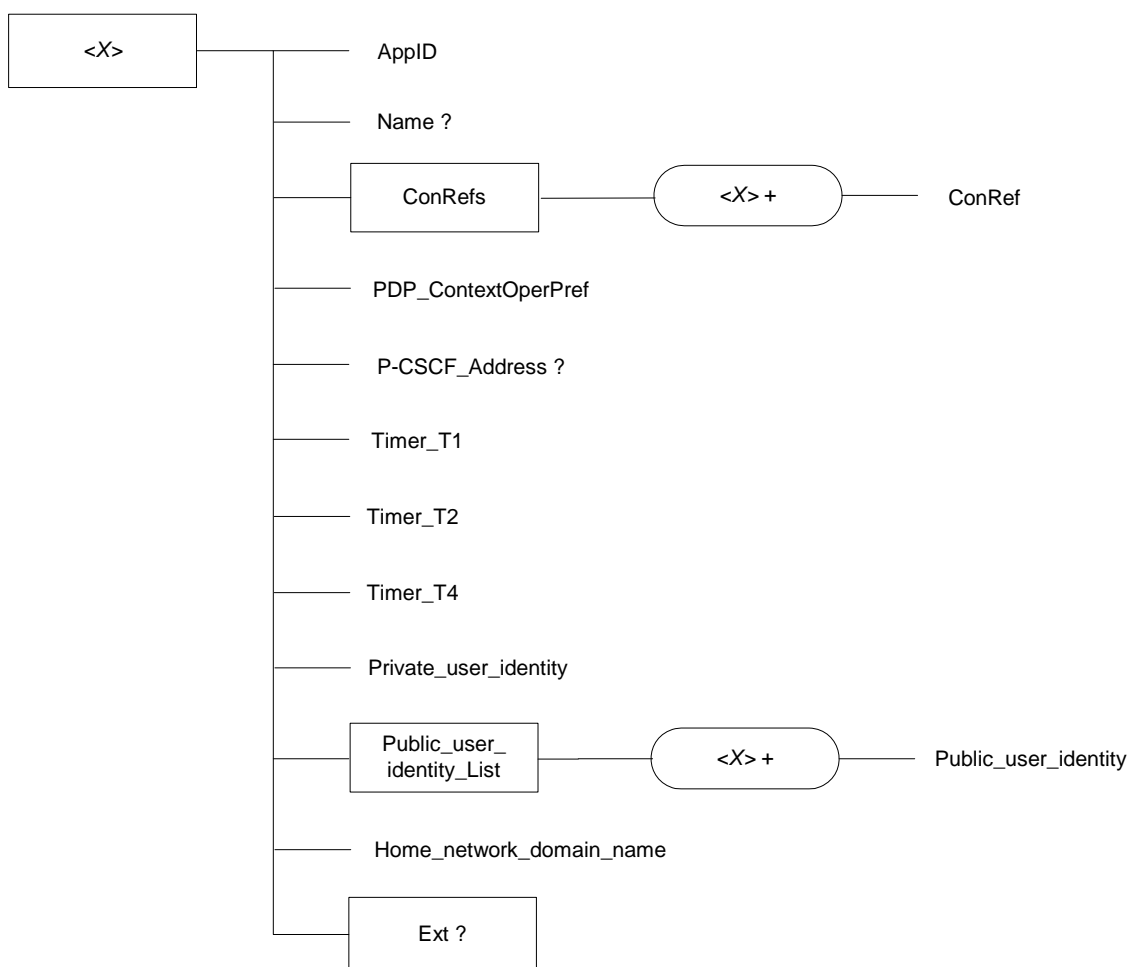 <X>
AppID
Name ?
ConRefs
<X> +
ConRef
PDP_ContextOperPref
P-CSCF_Address ?
Timer_T1
Timer_T2
Timer_T4
Private_user_identity
Public_user_
identity_List
<X> +
Public_user_identity
Home_network_domain_name
Ext ?